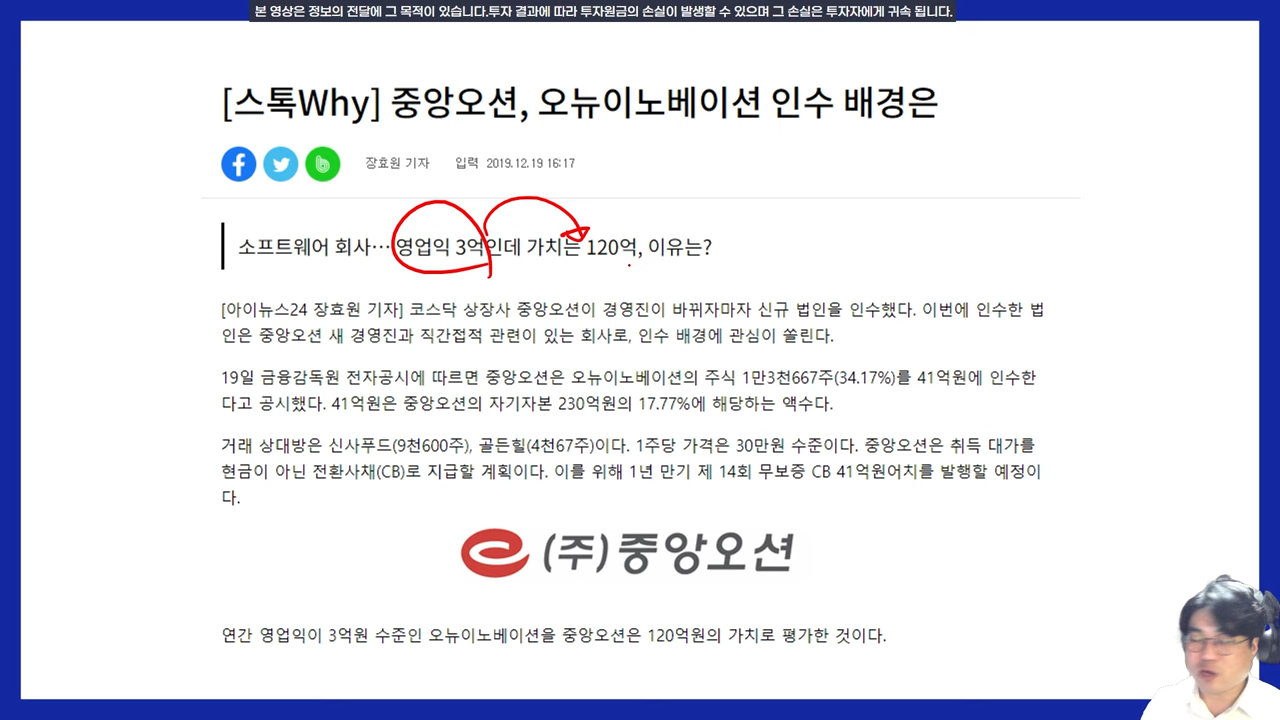 본 영상은 정보의 전달에 그 목적이 있습니다.투자 결과에 따라 투자원금의 손실이 발생할 수 있으며 그 손실은 투자자에게 귀속 됩니다.
[스톡Why] 중앙오션, 오뉴이노베이션 인수 배경은
장효원 기자 입력 2019.12.19 16:17
소프트웨어 회사…영업익 3억인데 가치는 120억, 이유는?
[아이뉴스24 장효원 기자] 코스닥 상장사 중앙오션이 경영진이 바뀌자마자 신규 법인을 인수했다. 이번에 인수한 법
인은 중앙오션 새 경영진과 직간접적 관련이 있는 회사로, 인수 배경에 관심이 쏠린다.
19일 금융감독원 전자공시에 따르면 중앙오션은 오뉴이노베이션의 주식 1만3천667주(34.17%)를 41억원에 인수한
다고 공시했다. 41억원은 중앙오션의 자기자본 230억원의 17.77%에 해당하는 액수다.
거래 상대방은 신사푸드(9천600주), 골든힐(4천67주)이다. 1주당 가격은 30만원 수준이다. 중앙오션은 취득 대가를
현금이 아닌 전환사채(CB)로 지급할 계획이다. 이를 위해 1년 만기 제 14회 무보증 CB 41억원어치를 발행할 예정이
다.
(주)중앙오션
연간 영업익이 3억원 수준인 오뉴이노베이션을 중앙오션은 120억원의 가치로 평가한 것이다.